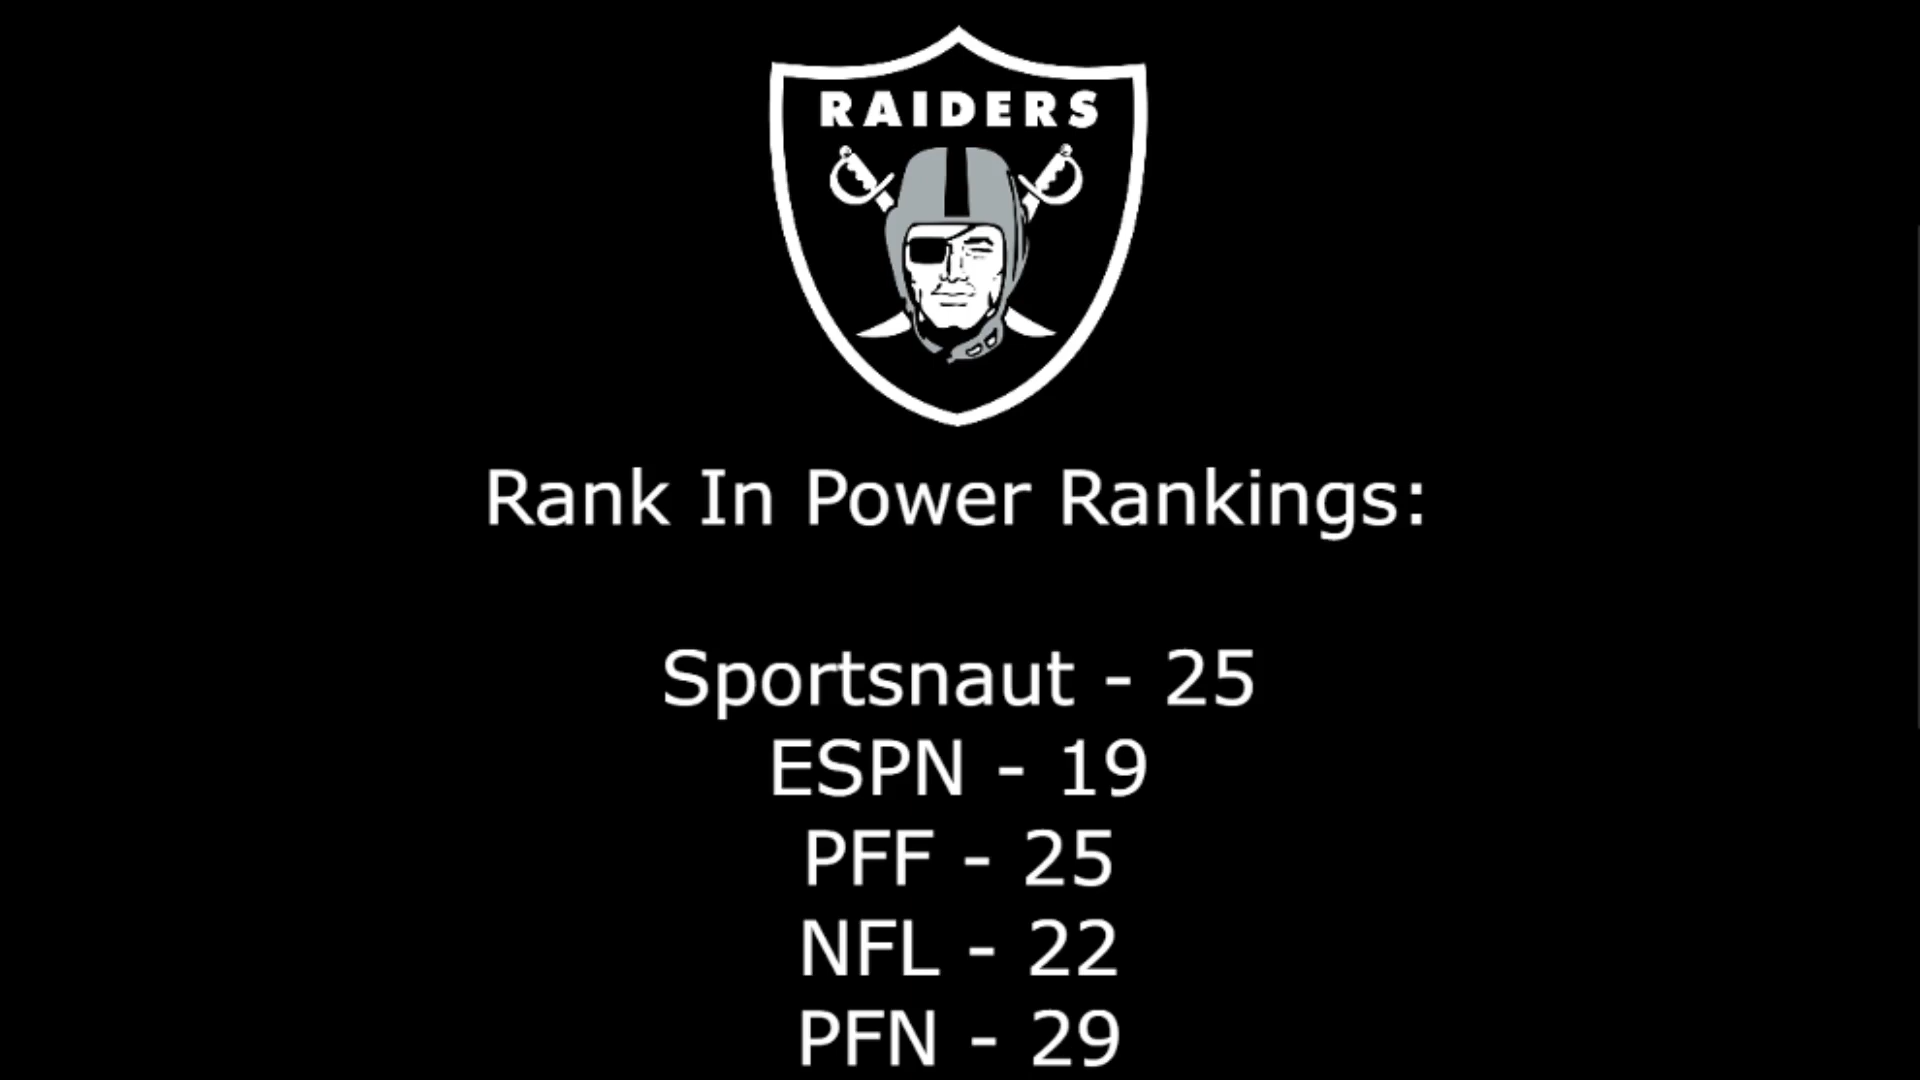 RAIDERS
Rank In Power Rankings:
Sportsnaut - 25
ESPN - 19
PFF - 25
NFL - 22
PFN - 29